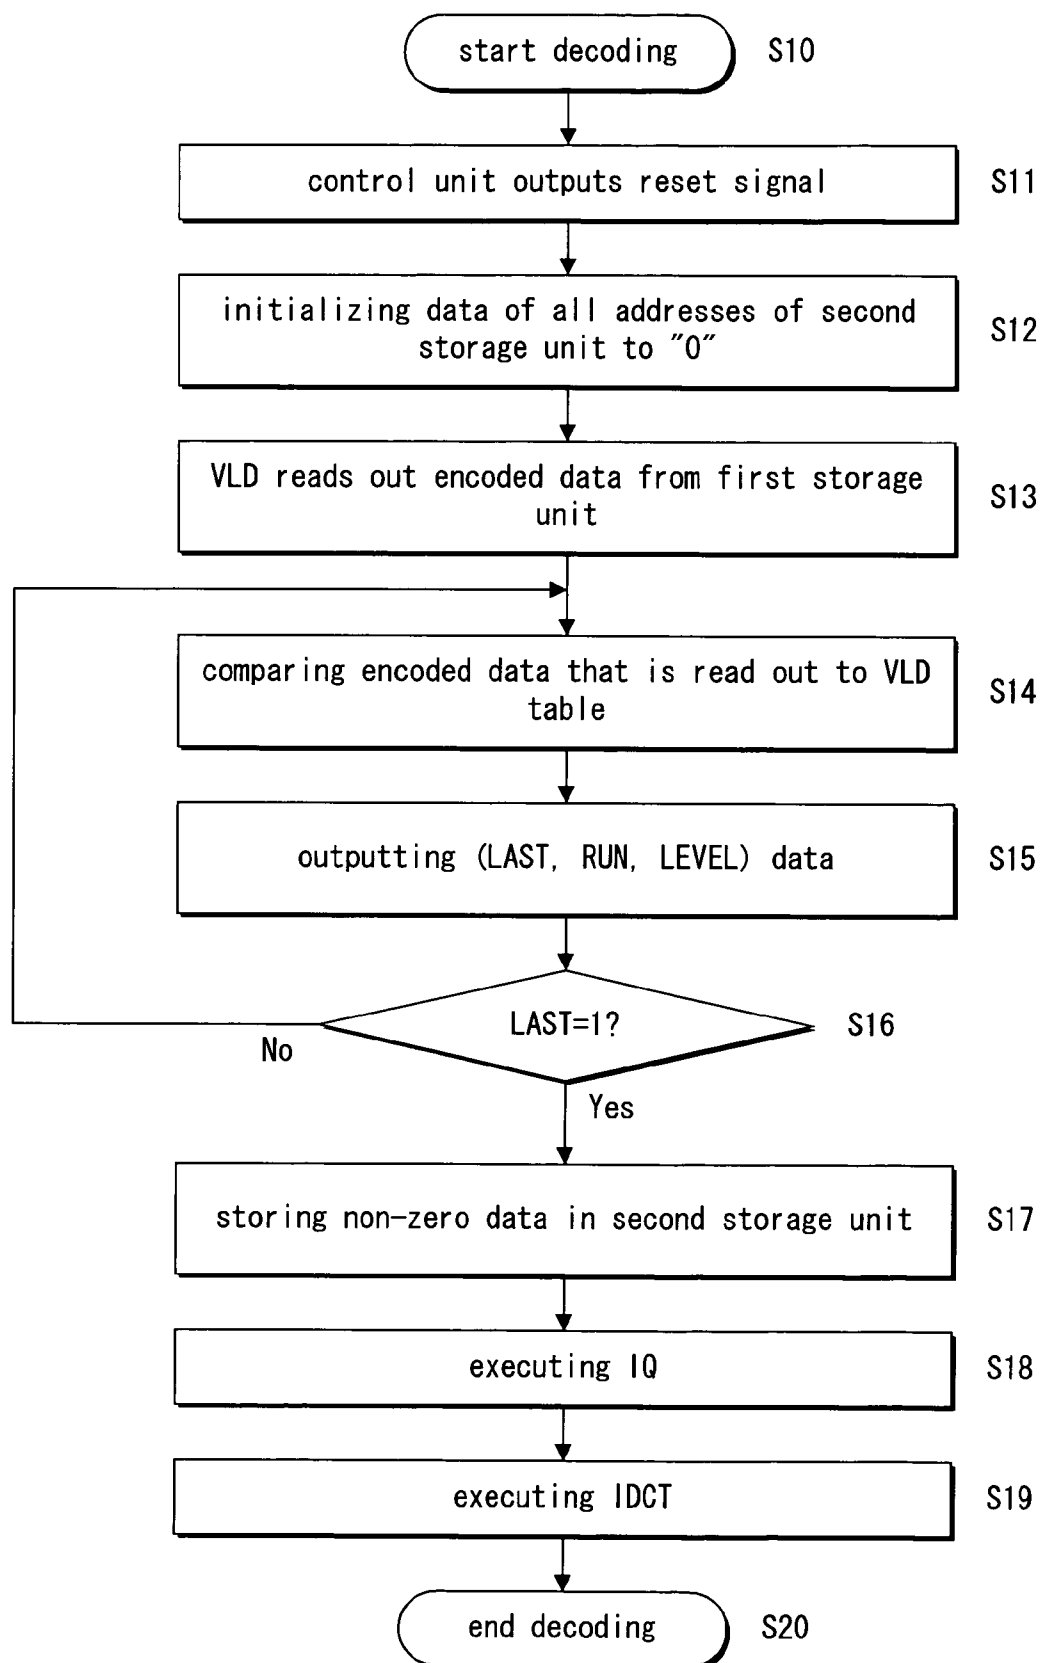 start decoding S10
control unit outputs reset signal S11
initializing data of all addresses of second
storage unit to "0"
S12
VLD reads out encoded data from first storage
unit
S13
comparing encoded data that is read out to VLD
table
S14
outputting (LAST, RUN, LEVEL) data S15
LAST=1? S16
No
Yes
storing non-zero data in second storage unit S17
executing IQ S18
executing IDCT S19
end decoding S20